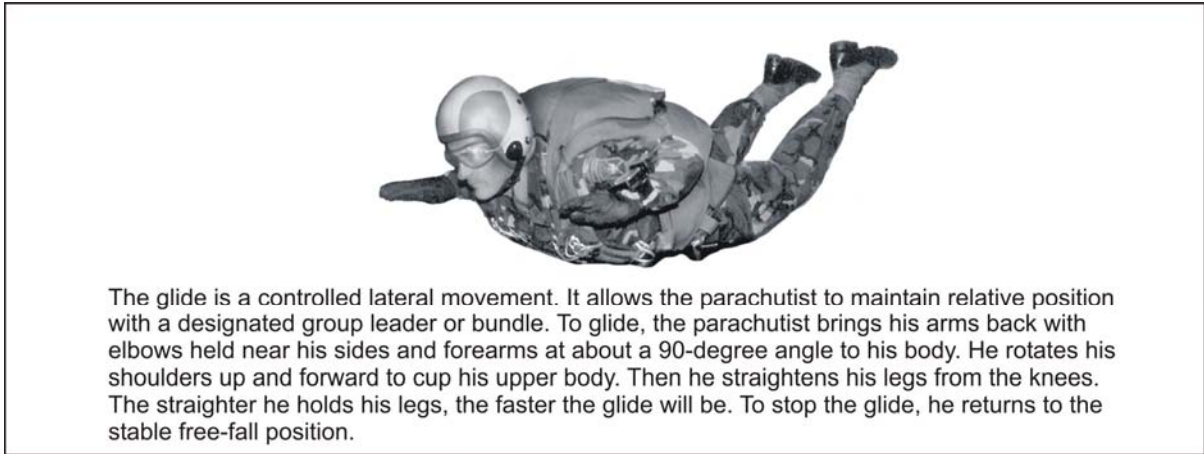 The glide is a controlled lateral movement. It allows the parachutist to maintain relative position
with a designated group leader or bundle. To glide, the parachutist brings his arms back with
elbows held near his sides and forearms at about a 90-degree angle to his body. He rotates his
shoulders up and forward to cup his upper body. Then he straightens his legs from the knees.
The straighter he holds his legs, the faster the glide will be. To stop the glide, he returns to the
stable free-fall position.